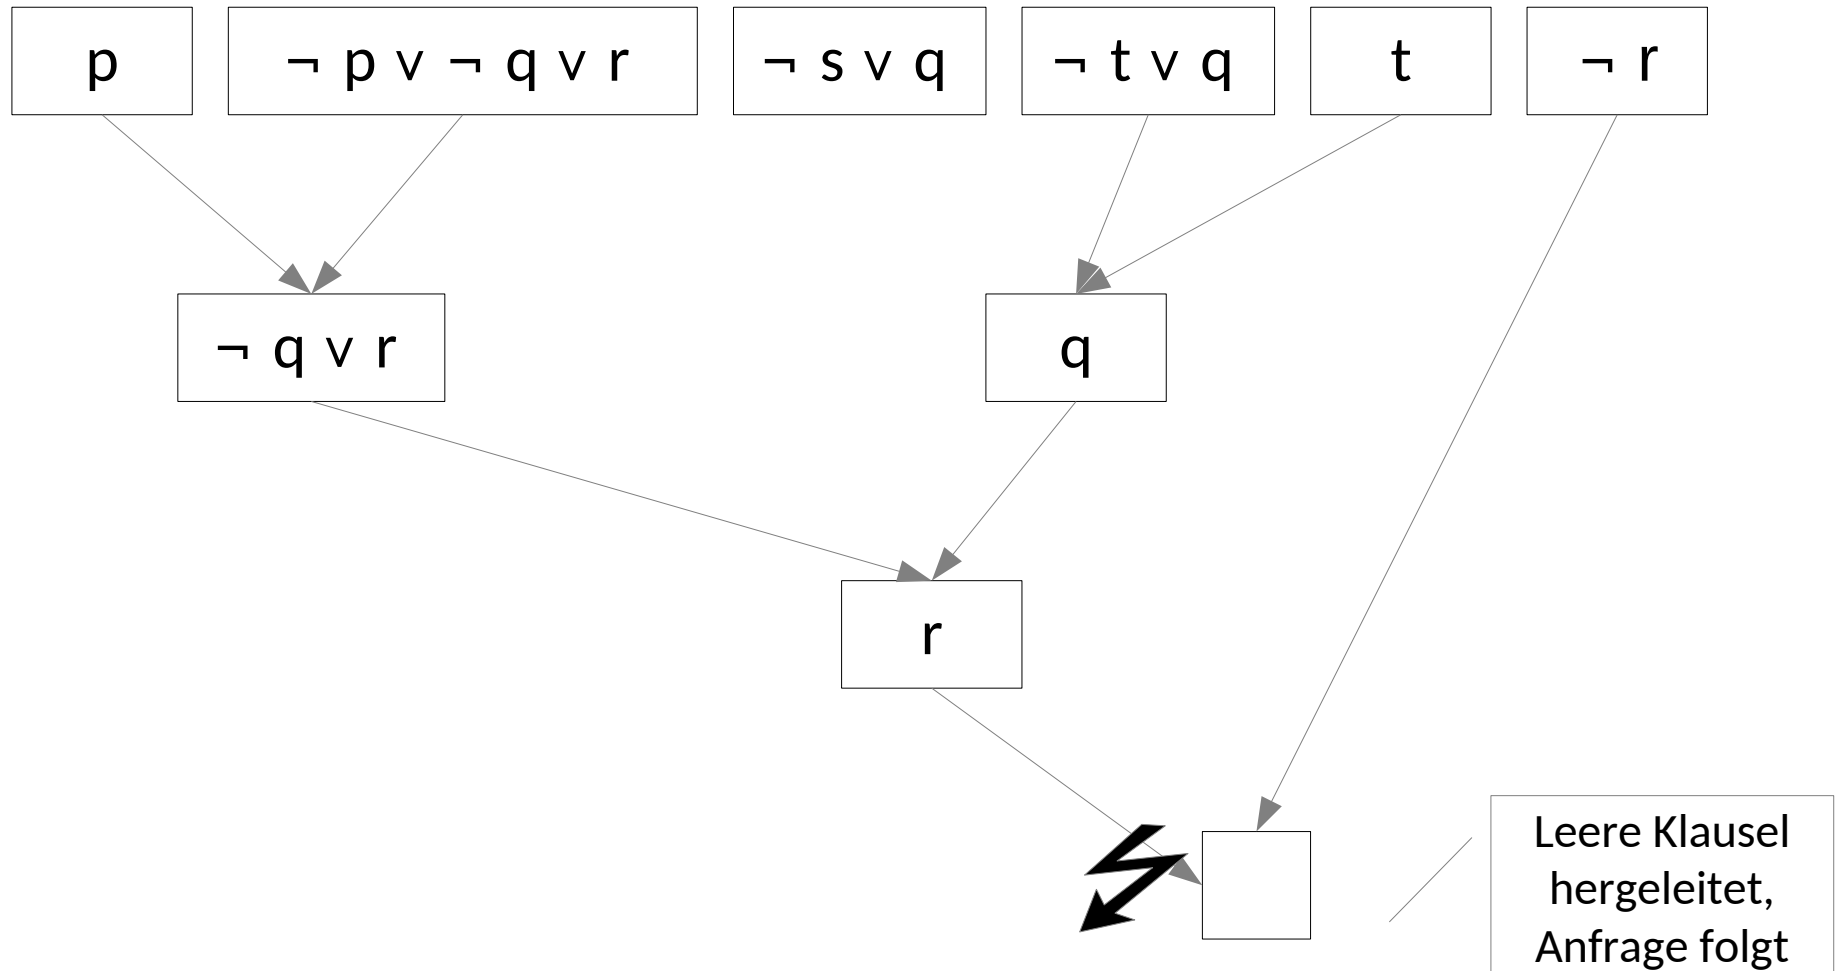 p
¬ p v ¬ q v r
¬ s v q
¬ t v q
t
¬ r
¬ q v r
q
r
Leere Klausel
hergeleitet,
Anfrage folgt